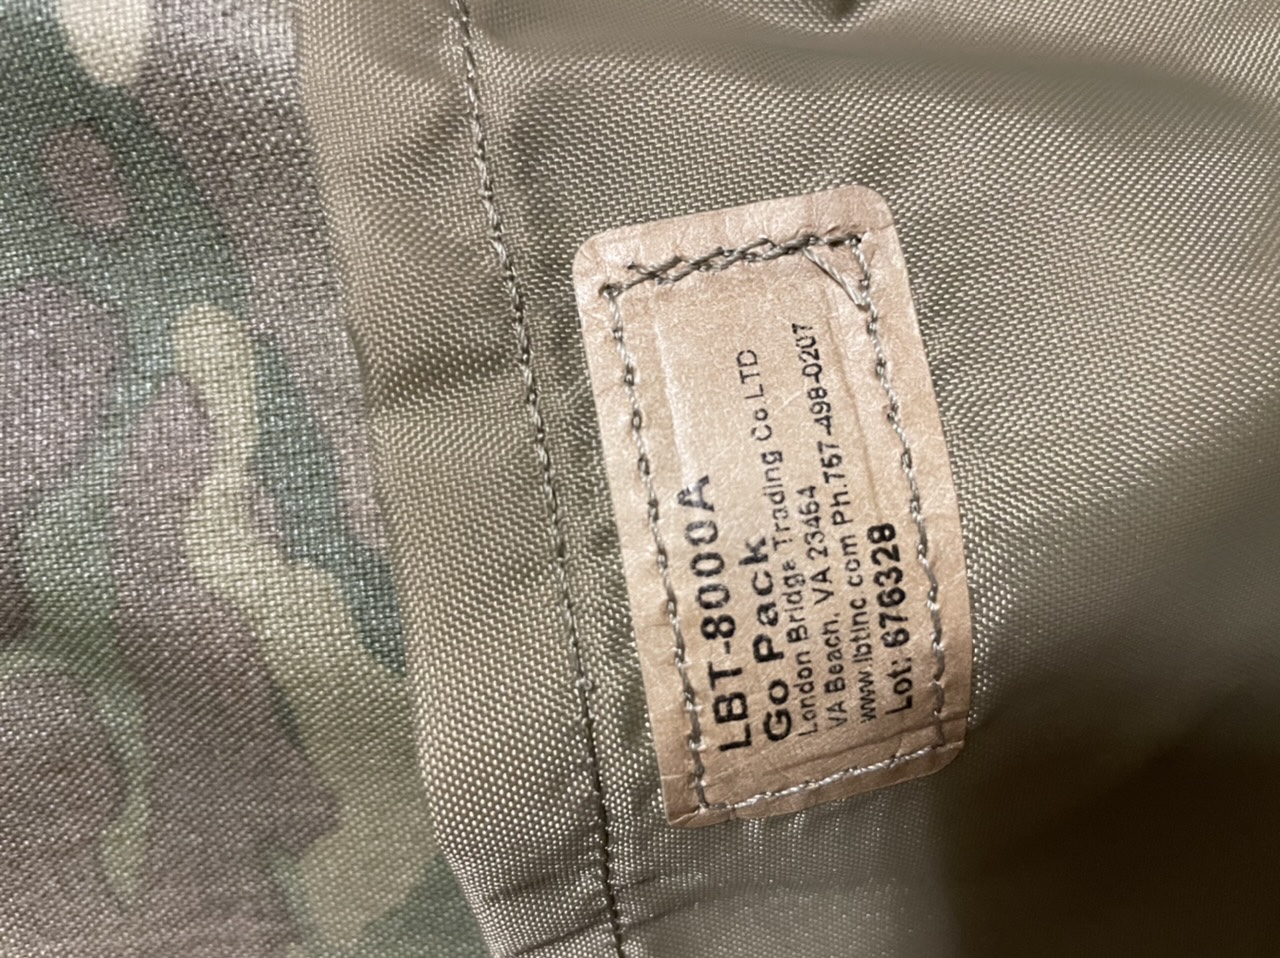 LBT-8000A
Go Pack
London Bridge Trading Co LTD
VA Beach, VA 23464
www.lbtinc.com Ph.757-498-0207
Lot: 676328